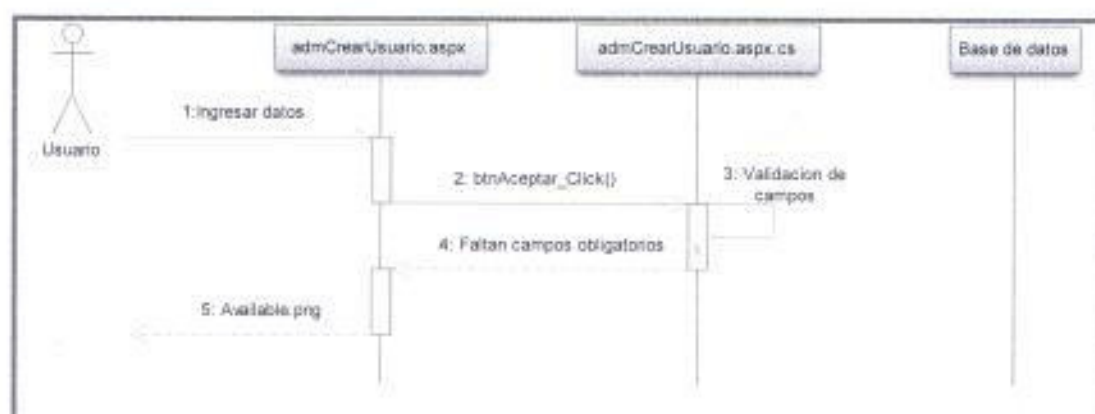 admCrearUsuario.aspx
admCrearUsuario.aspx.cs
Base de datos
Usuario
1:Ingresar datos
2: btnAceptar_Click()
3: Validacion de
campos
4: Faltan campos obligatorios
5: Available.png